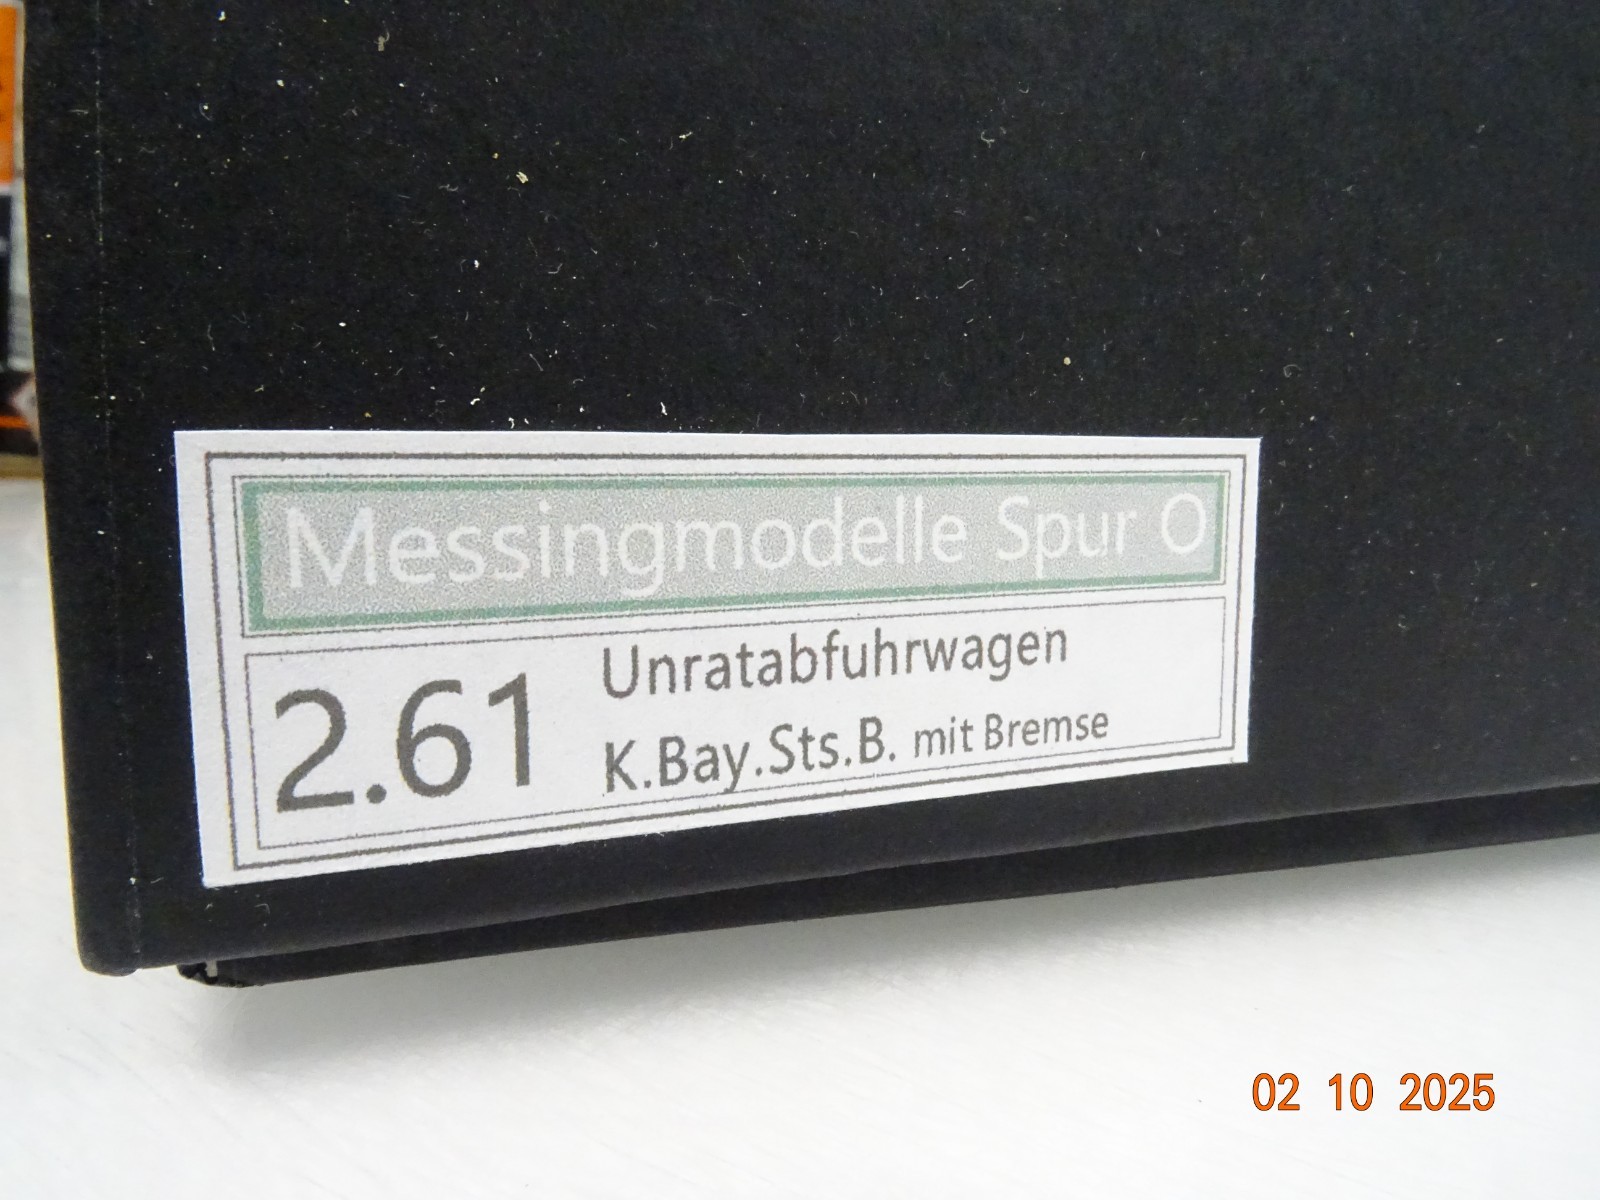 Messingmodelle Spur O
2.61
Unratabfuhrwagen
K.Bay.Sts.B. mit Bremse
02 10 2025